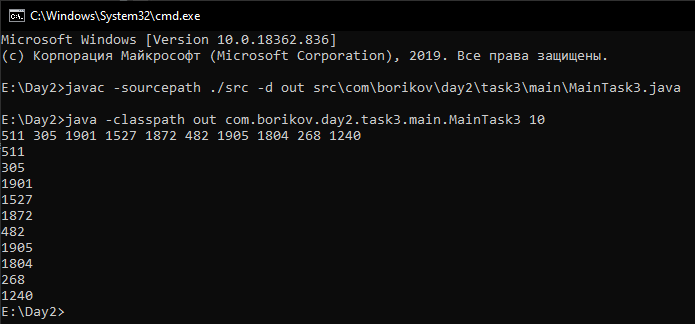 C:\Windows\System32\cmd.exe
Microsoft Windows [Version 10.0.18362.836]
(c) Корпорация Майкрософт (Microsoft Corporation), 2019. Все права защищены.
E:\Day2>javac -sourcepath ./src -d out src\com\borikov\day2\task3\main\MainTask3.java
E:\Day2>java -classpath out com.borikov.day2.task3.main.MainTask3 10
511 305 1901 1527 1872 482 1905 1804 268 1240
511
305
1901
1527
1872
482
1905
1804
268
1240
E:\Day2>